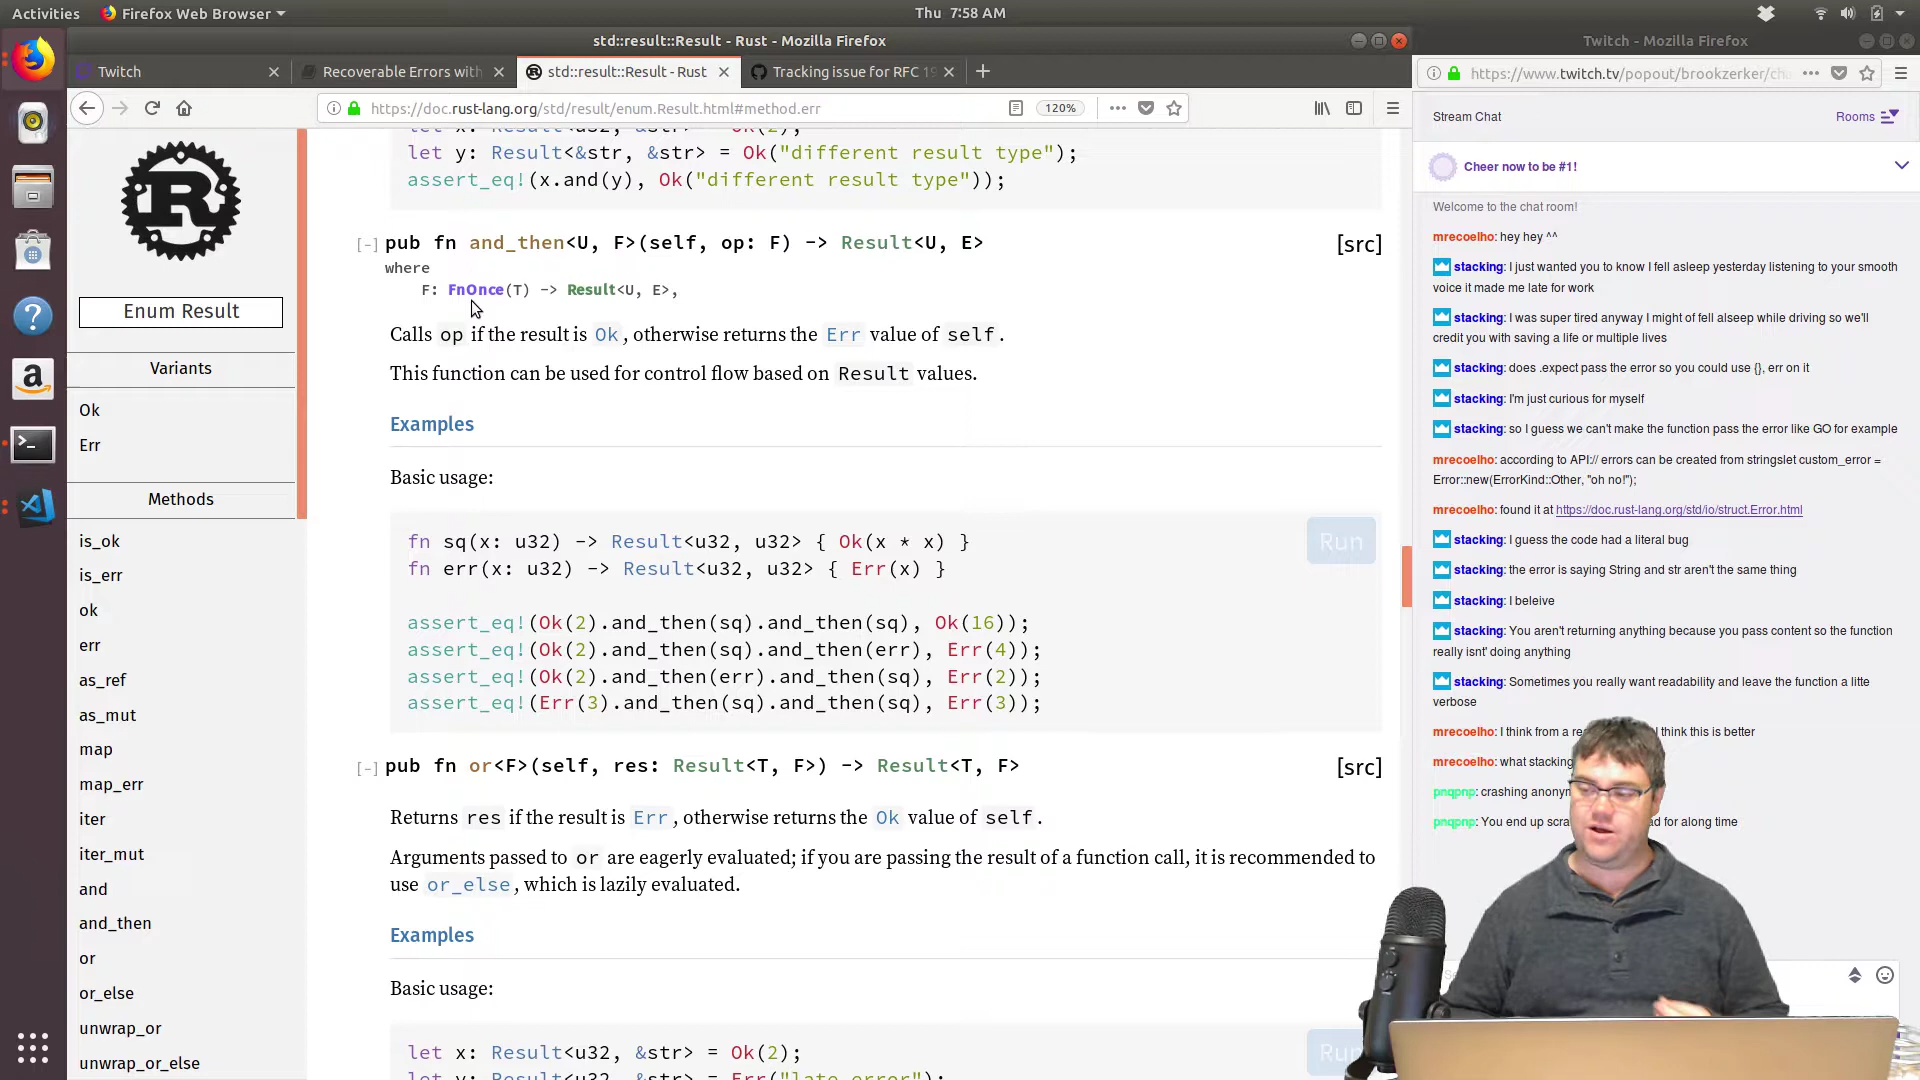 Activities
Firefox Web Browser
Thu 7:58 AM
std::result::Result - Rust - Mozilla Firefox
Twitch - Mozilla Firefox
Twitch
Recoverable Errors with
std::result::Result - Rust
Tracking issue for RFC 19
https://doc.rust-lang.org/std/result/enum.Result.html#method.err
120%
https://www.twitch.tv/popout/brookzerker/cha
Enum Result
Variants
Ok
Err
Methods
is_ok
is_err
ok
err
as_ref
as_mut
map
map_err
iter
iter_mut
and
and_then
or
or_else
unwrap_or
unwrap_or_else
let x: Result<u32, &str> = Ok(2);
let y: Result<&str, &str> = Ok("different result type");
assert_eq!(x.and(y), Ok("different result type"));
[-] pub fn and_then<U, F>(self, op: F) -> Result<U, E> [src]
where
F: FnOnce(T) -> Result<U, E>,
Calls op if the result is Ok, otherwise returns the Err value of self.
This function can be used for control flow based on Result values.
Examples
Basic usage:
Run
fn sq(x: u32) -> Result<u32, u32> { Ok(x * x) }
fn err(x: u32) -> Result<u32, u32> { Err(x) }
assert_eq!(Ok(2).and_then(sq).and_then(sq), Ok(16));
assert_eq!(Ok(2).and_then(sq).and_then(err), Err(4));
assert_eq!(Ok(2).and_then(err).and_then(sq), Err(2));
assert_eq!(Err(3).and_then(sq).and_then(sq), Err(3));
[-] pub fn or<F>(self, res: Result<T, F>) -> Result<T, F> [src]
Returns res if the result is Err, otherwise returns the Ok value of self.
Arguments passed to or are eagerly evaluated; if you are passing the result of a function call, it is recommended to
use or_else, which is lazily evaluated.
Examples
Basic usage:
let x: Result<u32, &str> = Ok(2);
let y: Result<u32, &str> = Err("late error");
Stream Chat
Rooms
Cheer now to be #1!
Welcome to the chat room!
mrecoelho: hey hey ^^
stacking: I just wanted you to know I fell asleep yesterday listening to your smooth
voice it made me late for work
stacking: I was super tired anyway I might of fell alseep while driving so we'll
credit you with saving a life or multiple lives
stacking: does .expect pass the error so you could use {}, err on it
stacking: I'm just curious for myself
stacking: so I guess we can't make the function pass the error like GO for example
mrecoelho: according to API:// errors can be created from stringslet custom_error =
Error::new(ErrorKind::Other, "oh no!");
mrecoelho: found it at https://doc.rust-lang.org/std/io/struct.Error.html
stacking: I guess the code had a literal bug
stacking: the error is saying String and str aren't the same thing
stacking: I beleive
stacking: You aren't returning anything because you pass content so the function
really isnt' doing anything
stacking: Sometimes you really want readability and leave the function a litte
verbose
mrecoelho: I think from a I think this is better
mrecoelho: what stacking
pnqpnp: crashing
pnqpnp: You end up for along time